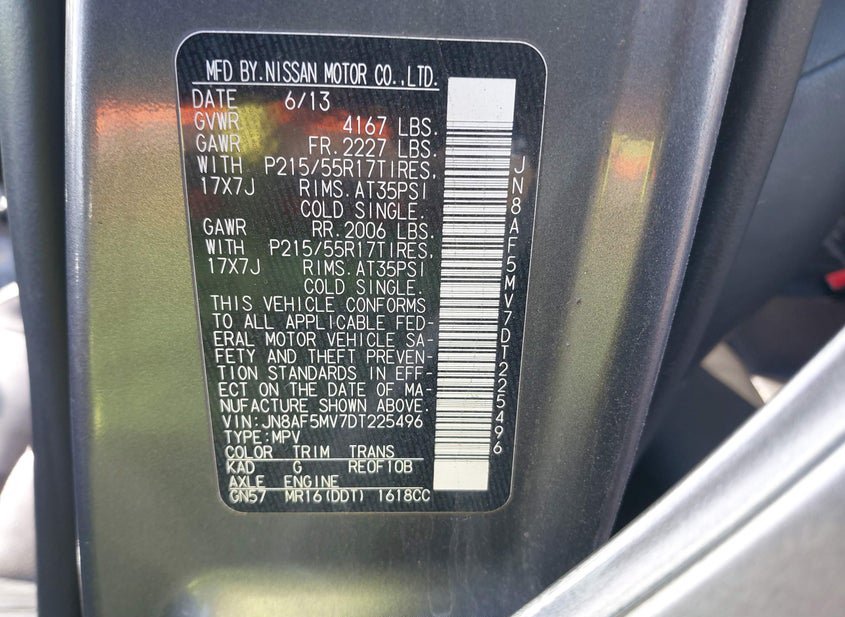 MFD BY.NISSAN MOTOR CO.,LTD.
DATE 6/13
GVWR 4167 LBS.
GAWR FR.2227 LBS.
WITH P215/55R17TIRES,
17X7J RIMS.AT35PSI
COLD SINGLE.
GAWR RR.2006 LBS.
WITH P215/55R17TIRES,
17X7J RIMS.AT35PSI
COLD SINGLE.
THIS VEHICLE CONFORMS
TO ALL APPLICABLE FED-
ERAL MOTOR VEHICLE SA-
FETY AND THEFT PREVEN-
TION STANDARDS IN EFF-
ECT ON THE DATE OF MA-
NUFACTURE SHOWN ABOVE.
VIN:JN8AF5MV7DT225496
TYPE:MPV
COLOR TRIM TRANS
KAD G RE0F10B
AXLE ENGINE
GN57 MR16(DDT) 1618CC
JN8AF5MV7DT225496